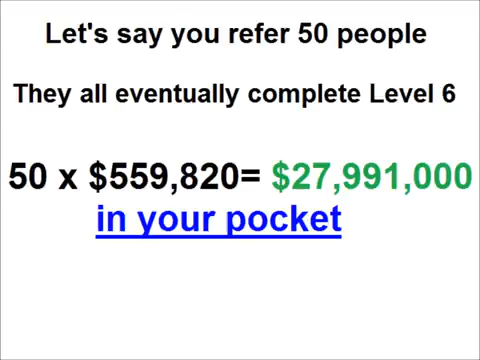 Let's say you refer 50 people
They all eventually complete Level 6
50 x $559,820= $27,991,000
in your pocket